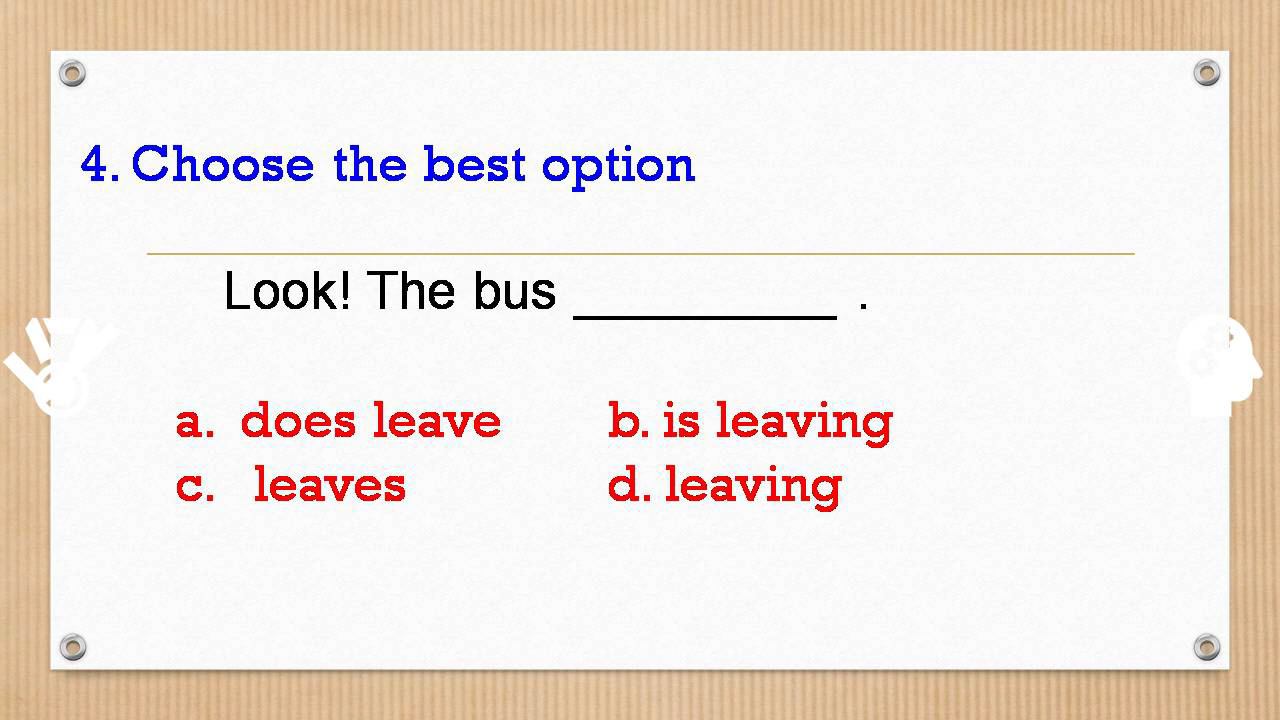 4. Choose the best option
Look! The bus __________ .
a. does leave b. is leaving
c. leaves d. leaving